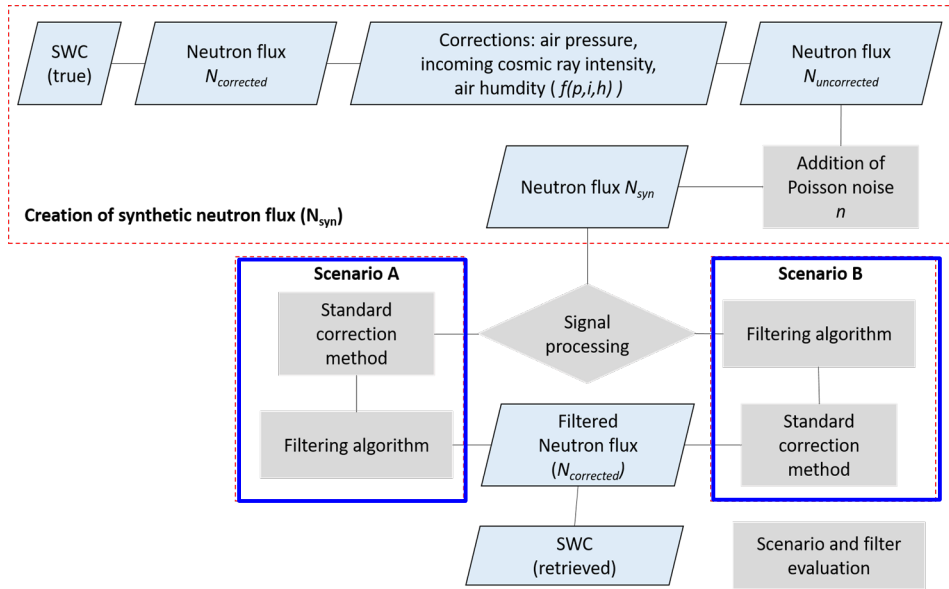 SWC
(true)
Neutron flux
Ncorrected
Corrections: air pressure,
incoming cosmic ray intensity,
air humdity ( f(p,i,h) )
Neutron flux
Nuncorrected
Addition of
Poisson noise
n
Neutron flux Nsyn
Creation of synthetic neutron flux (Nsyn)
Scenario A
Standard
correction
method
Filtering algorithm
Signal
processing
Scenario B
Filtering algorithm
Standard
correction
method
Filtered
Neutron flux
(Ncorrected)
SWC
(retrieved)
Scenario and filter
evaluation